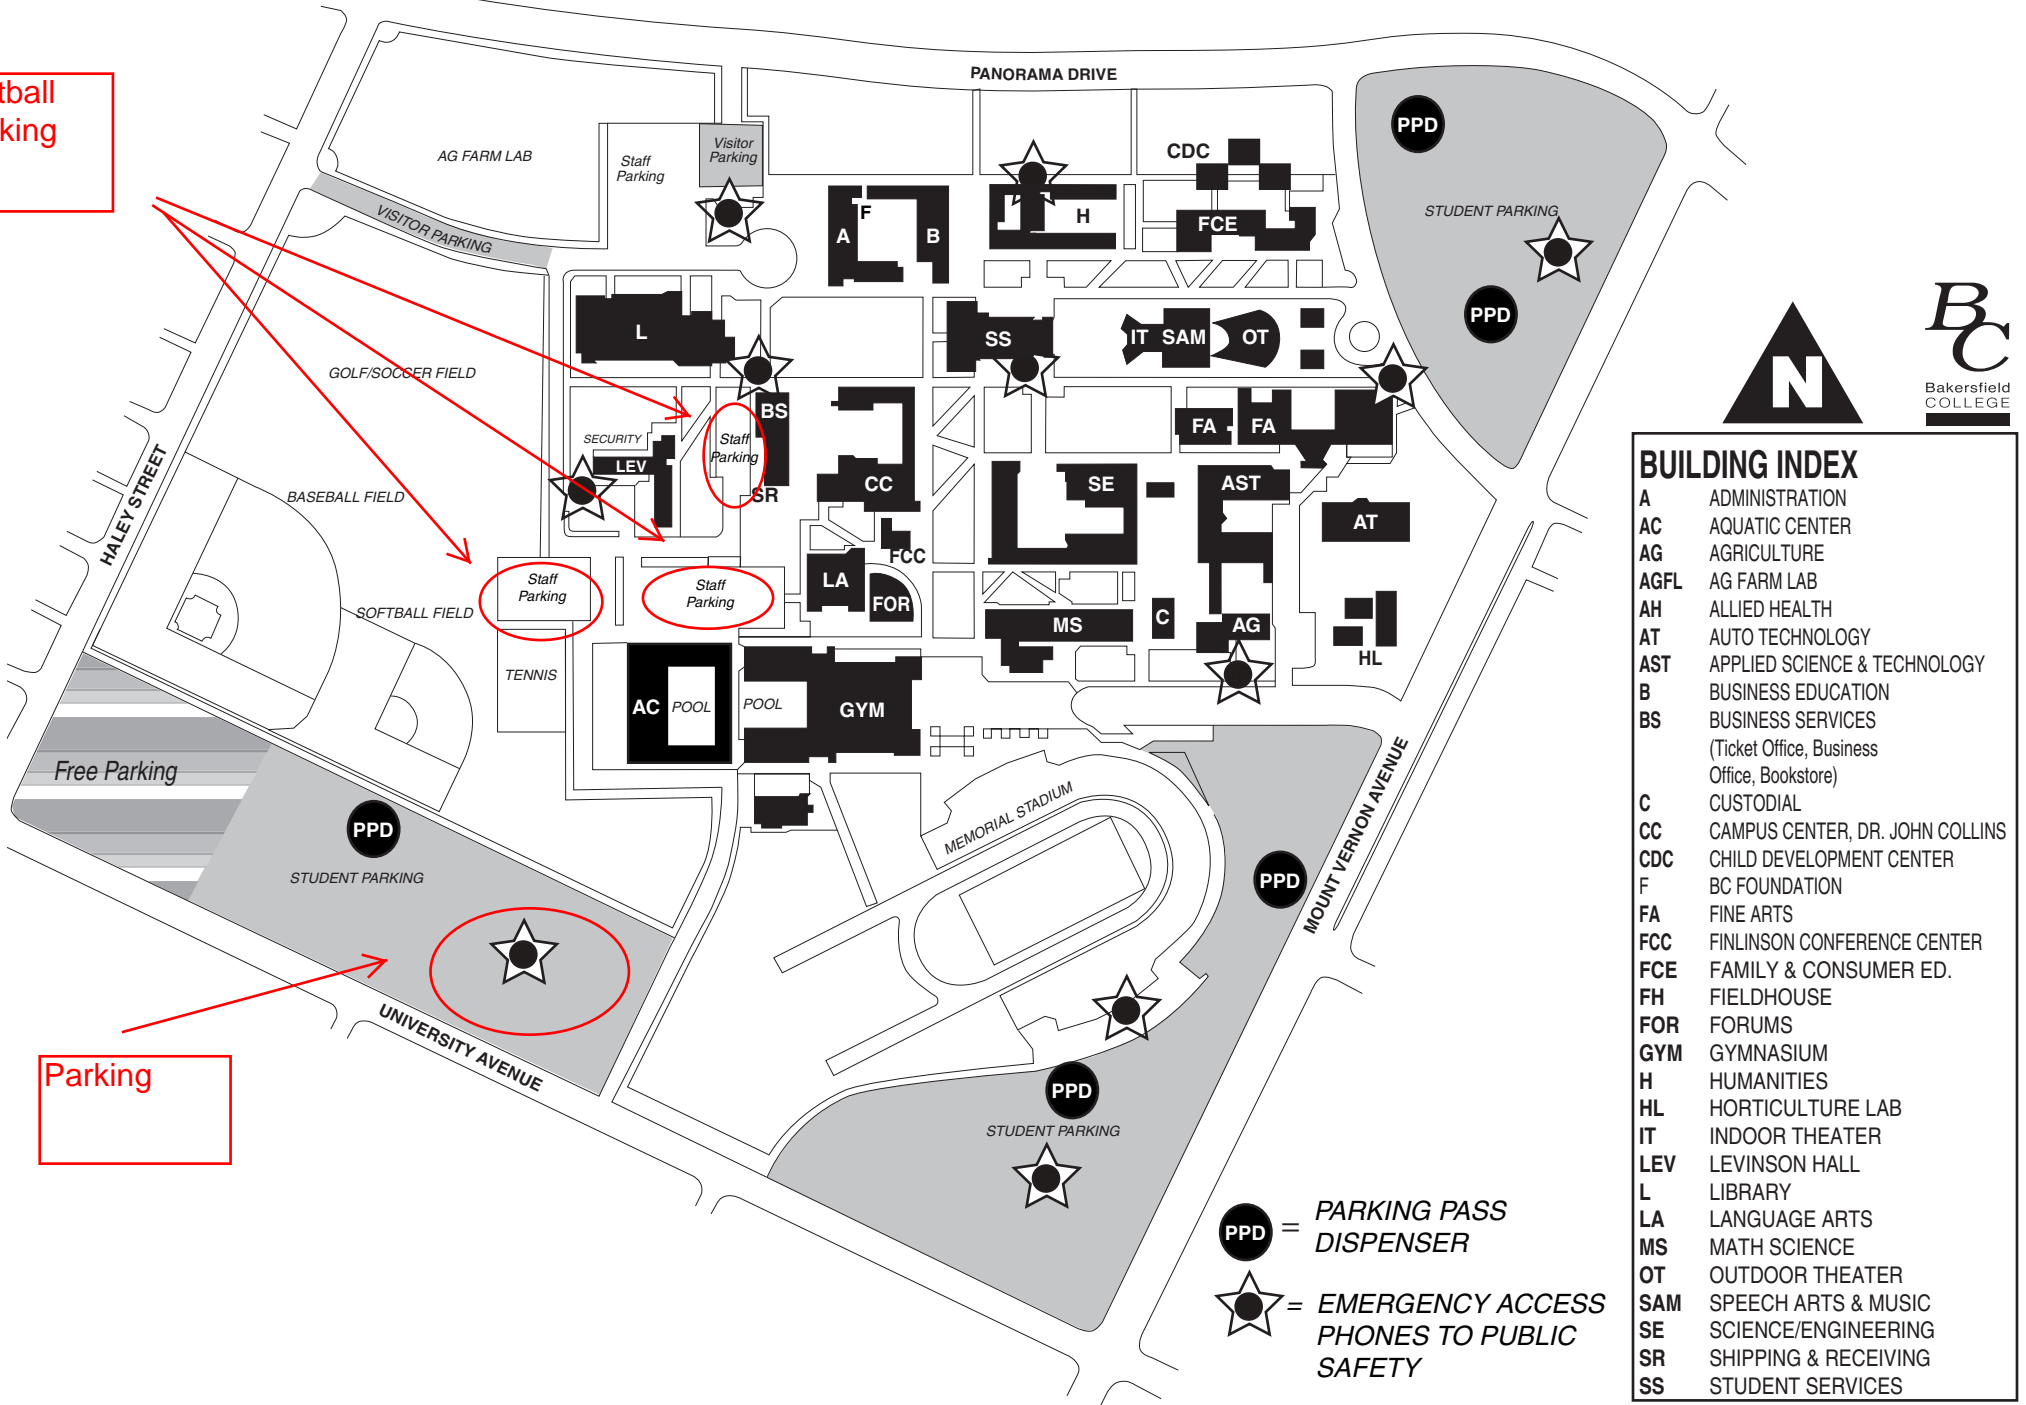 PANORAMA DRIVE
Parking
AG FARM LAB
Staff
Parking
Visitor
Parking
VISITOR PARKING
CDC
PPD
STUDENT PARKING
PPD
F
A
B
H
FCE
L
SS
IT
SAM
OT
GOLF/SOCCER FIELD
SECURITY
LEV
Staff
Parking
BS
SR
CC
FA
FA
SE
AST
AT
HALEY STREET
BASEBALL FIELD
SOFTBALL FIELD
Staff
Parking
Staff
Parking
FCC
LA
FOR
MS
C
AG
HL
TENNIS
AC
POOL
POOL
GYM
Free Parking
PPD
STUDENT PARKING
MEMORIAL STADIUM
PPD
MOUNT VERNON AVENUE
UNIVERSITY AVENUE
PPD
STUDENT PARKING
PPD
=
PARKING PASS
DISPENSER
=
EMERGENCY ACCESS
PHONES TO PUBLIC
SAFETY
N
BC
Bakersfield
COLLEGE
BUILDING INDEX
A ADMINISTRATION
AC AQUATIC CENTER
AG AGRICULTURE
AGFL AG FARM LAB
AH ALLIED HEALTH
AT AUTO TECHNOLOGY
AST APPLIED SCIENCE & TECHNOLOGY
B BUSINESS EDUCATION
BS BUSINESS SERVICES
(Ticket Office, Business
Office, Bookstore)
C CUSTODIAL
CC CAMPUS CENTER, DR. JOHN COLLINS
CDC CHILD DEVELOPMENT CENTER
F BC FOUNDATION
FA FINE ARTS
FCC FINLINSON CONFERENCE CENTER
FCE FAMILY & CONSUMER ED.
FH FIELDHOUSE
FOR FORUMS
GYM GYMNASIUM
H HUMANITIES
HL HORTICULTURE LAB
IT INDOOR THEATER
LEV LEVINSON HALL
L LIBRARY
LA LANGUAGE ARTS
MS MATH SCIENCE
OT OUTDOOR THEATER
SAM SPEECH ARTS & MUSIC
SE SCIENCE/ENGINEERING
SR SHIPPING & RECEIVING
SS STUDENT SERVICES